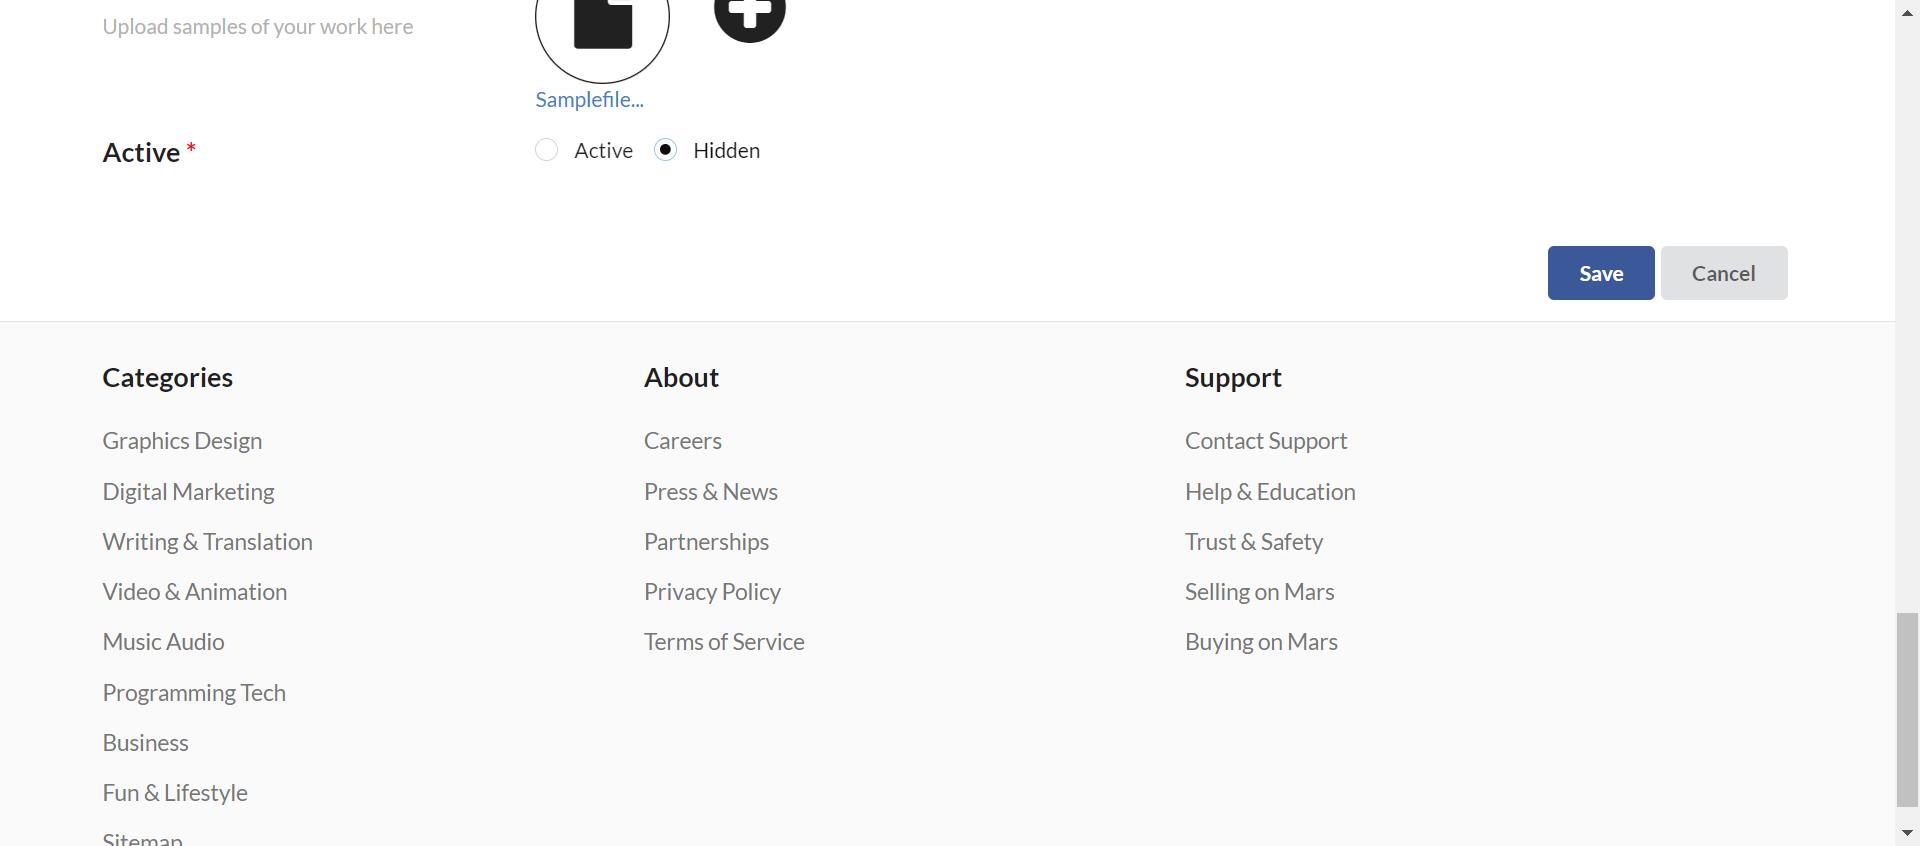 Upload samples of your work here
Samplefile...
Active *
Active
Hidden
Save
Cancel
Categories
Graphics Design
Digital Marketing
Writing & Translation
Video & Animation
Music Audio
Programming Tech
Business
Fun & Lifestyle
Sitemap
About
Careers
Press & News
Partnerships
Privacy Policy
Terms of Service
Support
Contact Support
Help & Education
Trust & Safety
Selling on Mars
Buying on Mars